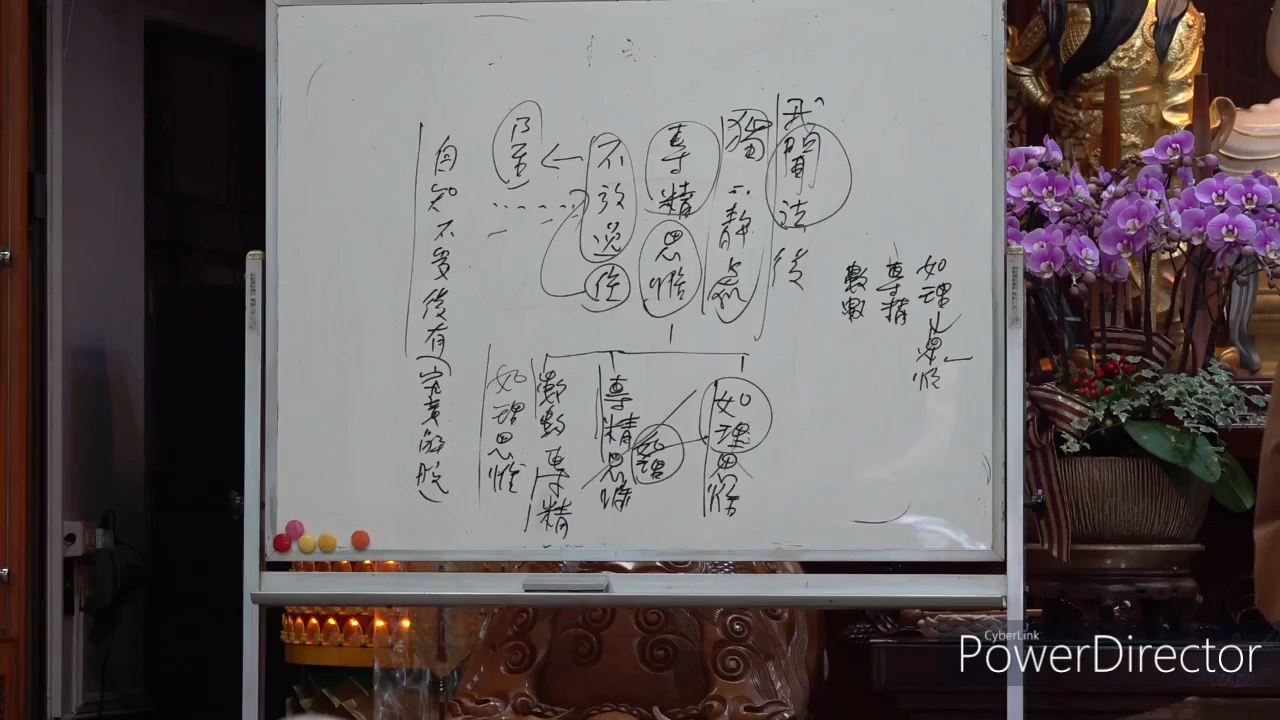 我聞法後
獨一靜處
專精
思惟
不放逸
住
乃至
自知不受後有(究竟解脫)
如理思惟
專精思惟
如理
數數專精
如理思惟
如理思惟
專精
數數
CyberLink
PowerDirector